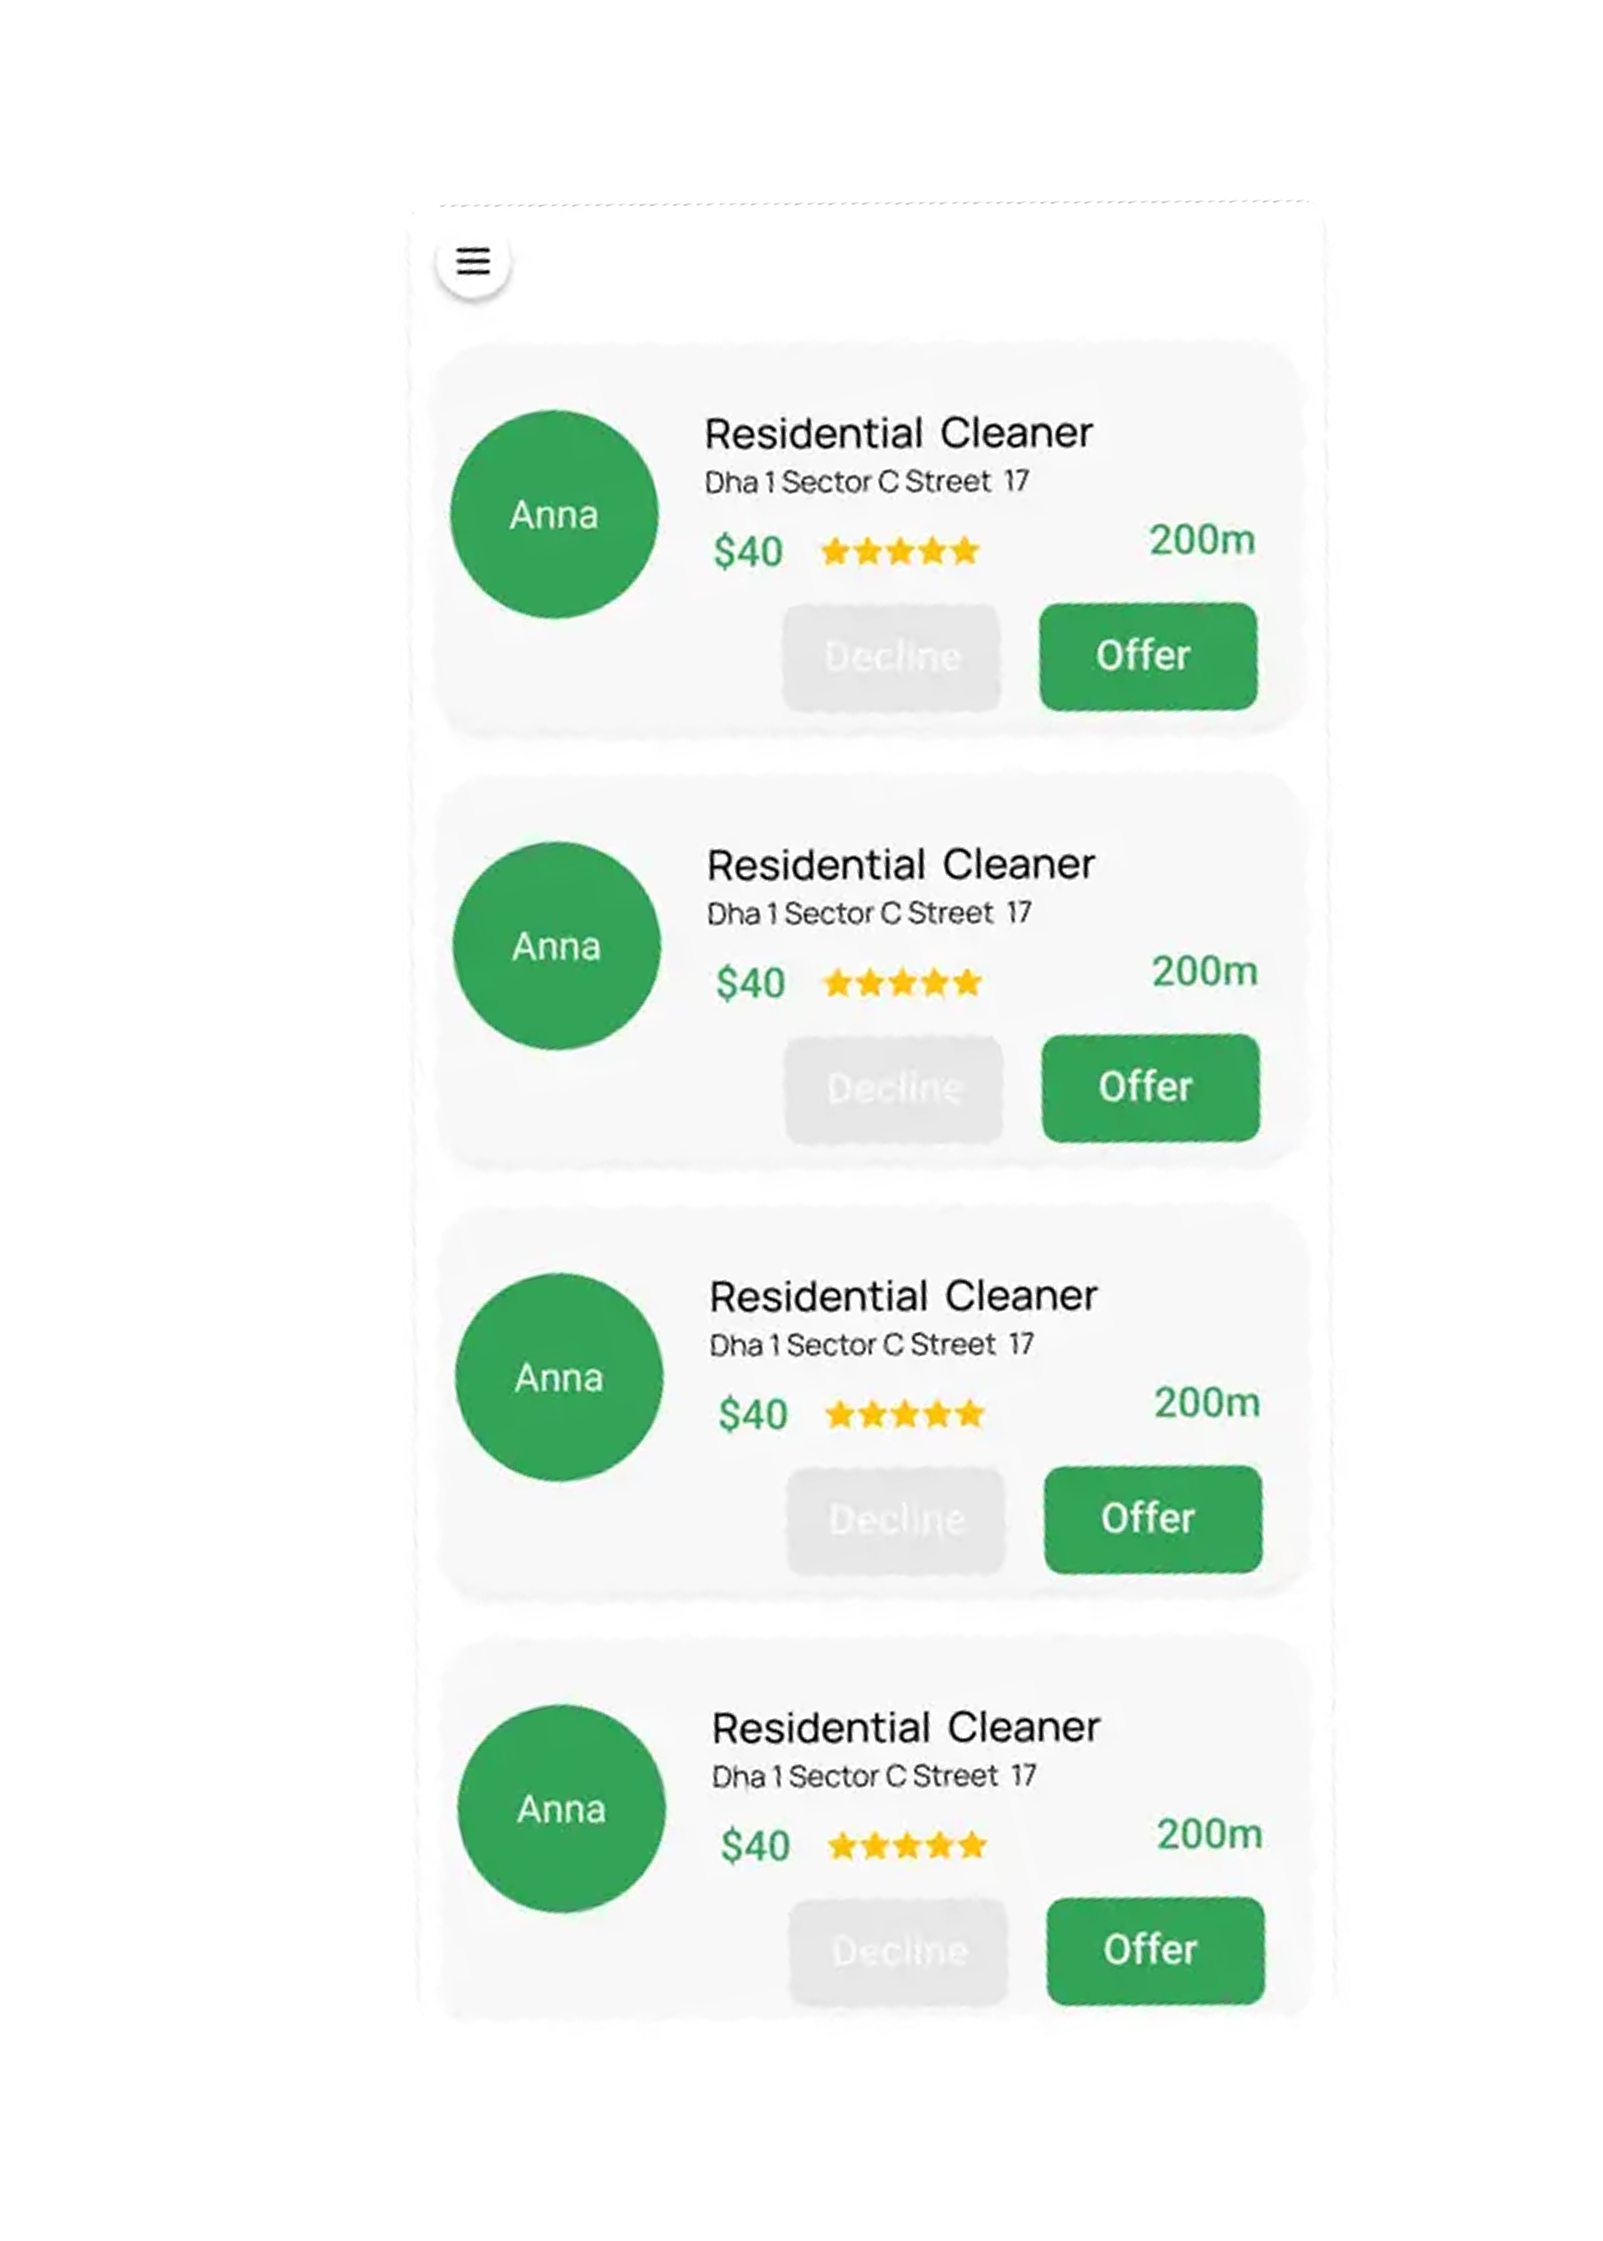 Residential Cleaner
Dha 1 Sector C Street 17
Anna
$40
200m
Decline
Offer
Residential Cleaner
Dha 1 Sector C Street 17
Anna
$40
200m
Decline
Offer
Residential Cleaner
Dha 1 Sector C Street 17
Anna
$40
200m
Decline
Offer
Residential Cleaner
Dha 1 Sector C Street 17
Anna
$40
200m
Decline
Offer